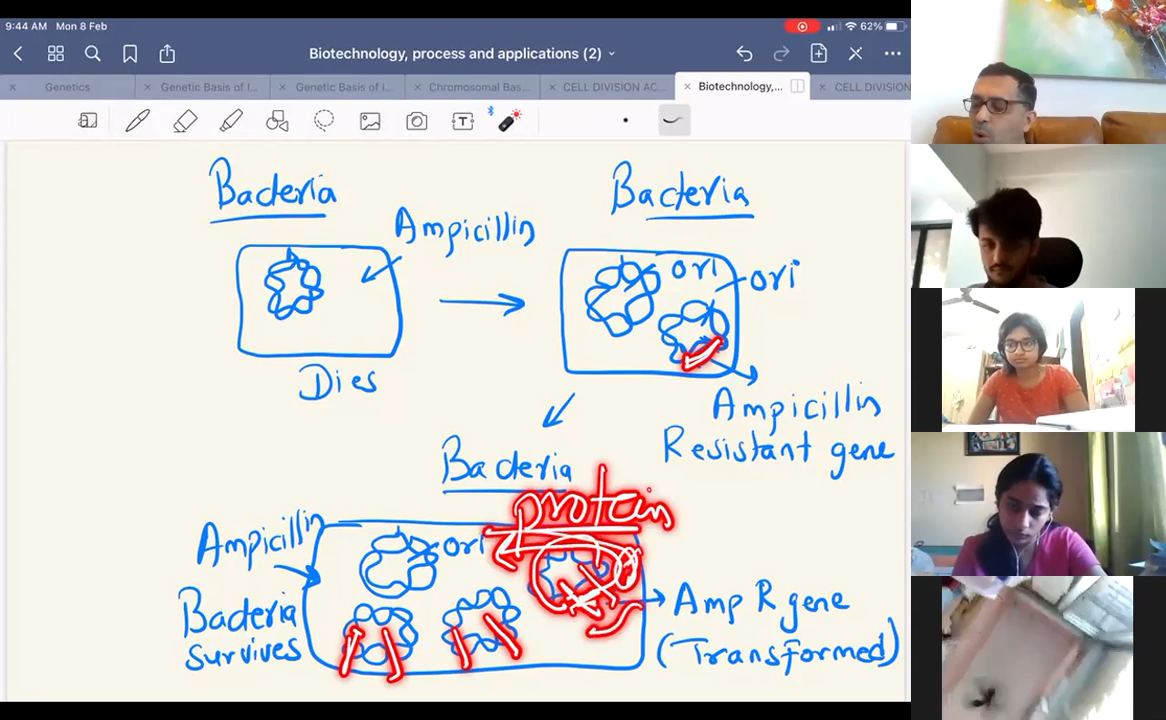 9:44 AM Mon 8 Feb
62%
Biotechnology, process and applications (2)
Genetics
Genetic Basis of I...
Genetic Basis of I...
Chromosomal Bas...
CELL DIVISION AC...
Biotechnology,...
CELL DIVISION
T
Bacteria
Ampicillin
Dies
Bacteria
ori
ori
Ampicillin
Resistant gene
Bacteria
protein
Ampicillin
ori
Bacteria
survives
Amp R gene
(Transformed)